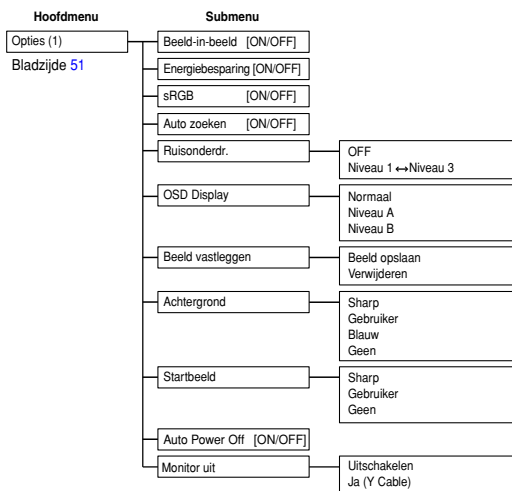 Hoofdmenu
Submenu
Opties (1)
Bladzijde 51
Beeld-in-beeld [ON/OFF]
Energiebesparing [ON/OFF]
sRGB [ON/OFF]
Auto zoeken [ON/OFF]
Ruisonderdr.
OFF
Niveau 1 ↔ Niveau 3
OSD Display
Normaal
Niveau A
Niveau B
Beeld vastleggen
Beeld opslaan
Verwijderen
Achtergrond
Sharp
Gebruiker
Blauw
Geen
Startbeeld
Sharp
Gebruiker
Geen
Auto Power Off [ON/OFF]
Monitor uit
Uitschakelen
Ja (Y Cable)